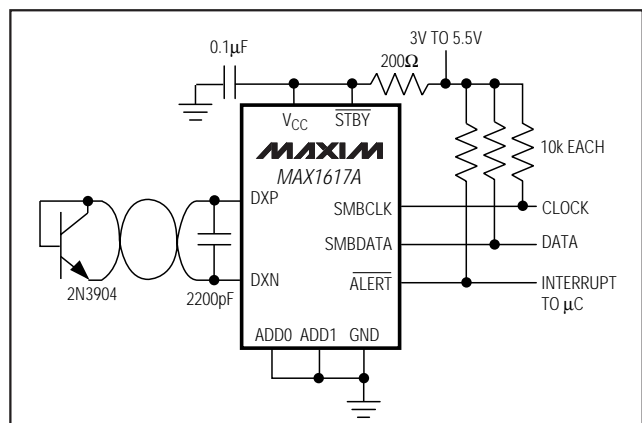 3V TO 5.5V
0.1µF
200Ω
VCC
STBY
MAXIM
MAX1617A
10k EACH
DXP
SMBCLK
CLOCK
SMBDATA
DATA
2N3904
2200pF
DXN
ALERT
INTERRUPT
TO µC
ADD0 ADD1 GND